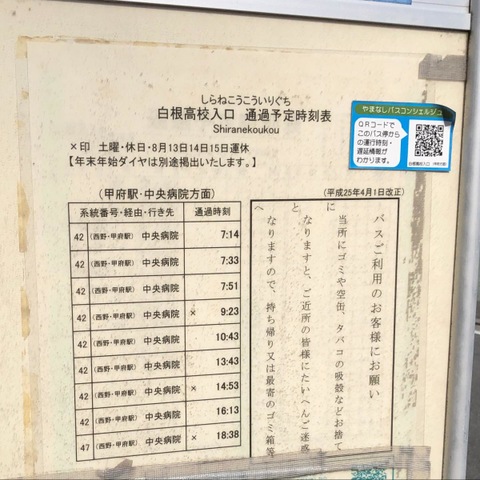 しらねこうこういりぐち
白根高校入口 通過予定時刻表
Shiranekoukou
×印 土曜・休日・8月13日14日15日運休
【年末年始ダイヤは別途掲出いたします。】
やまなしバスコンシェルジュ
QRコードで
このバス停から
の運行時刻・
遅延情報が
わかります。
白根高校入口
(甲府駅・中央病院方面)
(平成25年4月1日改正)
系統番号・経由・行き先 通過時刻
42 (西野・甲府駅) 中央病院 7:14
42 (西野・甲府駅) 中央病院 7:33
42 (西野・甲府駅) 中央病院 7:51
42 (西野・甲府駅) 中央病院 × 9:23
42 (西野・甲府駅) 中央病院 10:43
42 (西野・甲府駅) 中央病院 13:43
42 (西野・甲府駅) 中央病院 × 14:53
42 (西野・甲府駅) 中央病院 16:13
47 (西野・甲府駅) 中央病院 × 18:38
バスご利用のお客様にお願い
当所にゴミや空缶、タバコの吸殻などお捨て
に
なりますと、ご近所の皆様にたいへんご迷惑
と
なりますので、持ち帰り又は最寄のゴミ箱等
へ